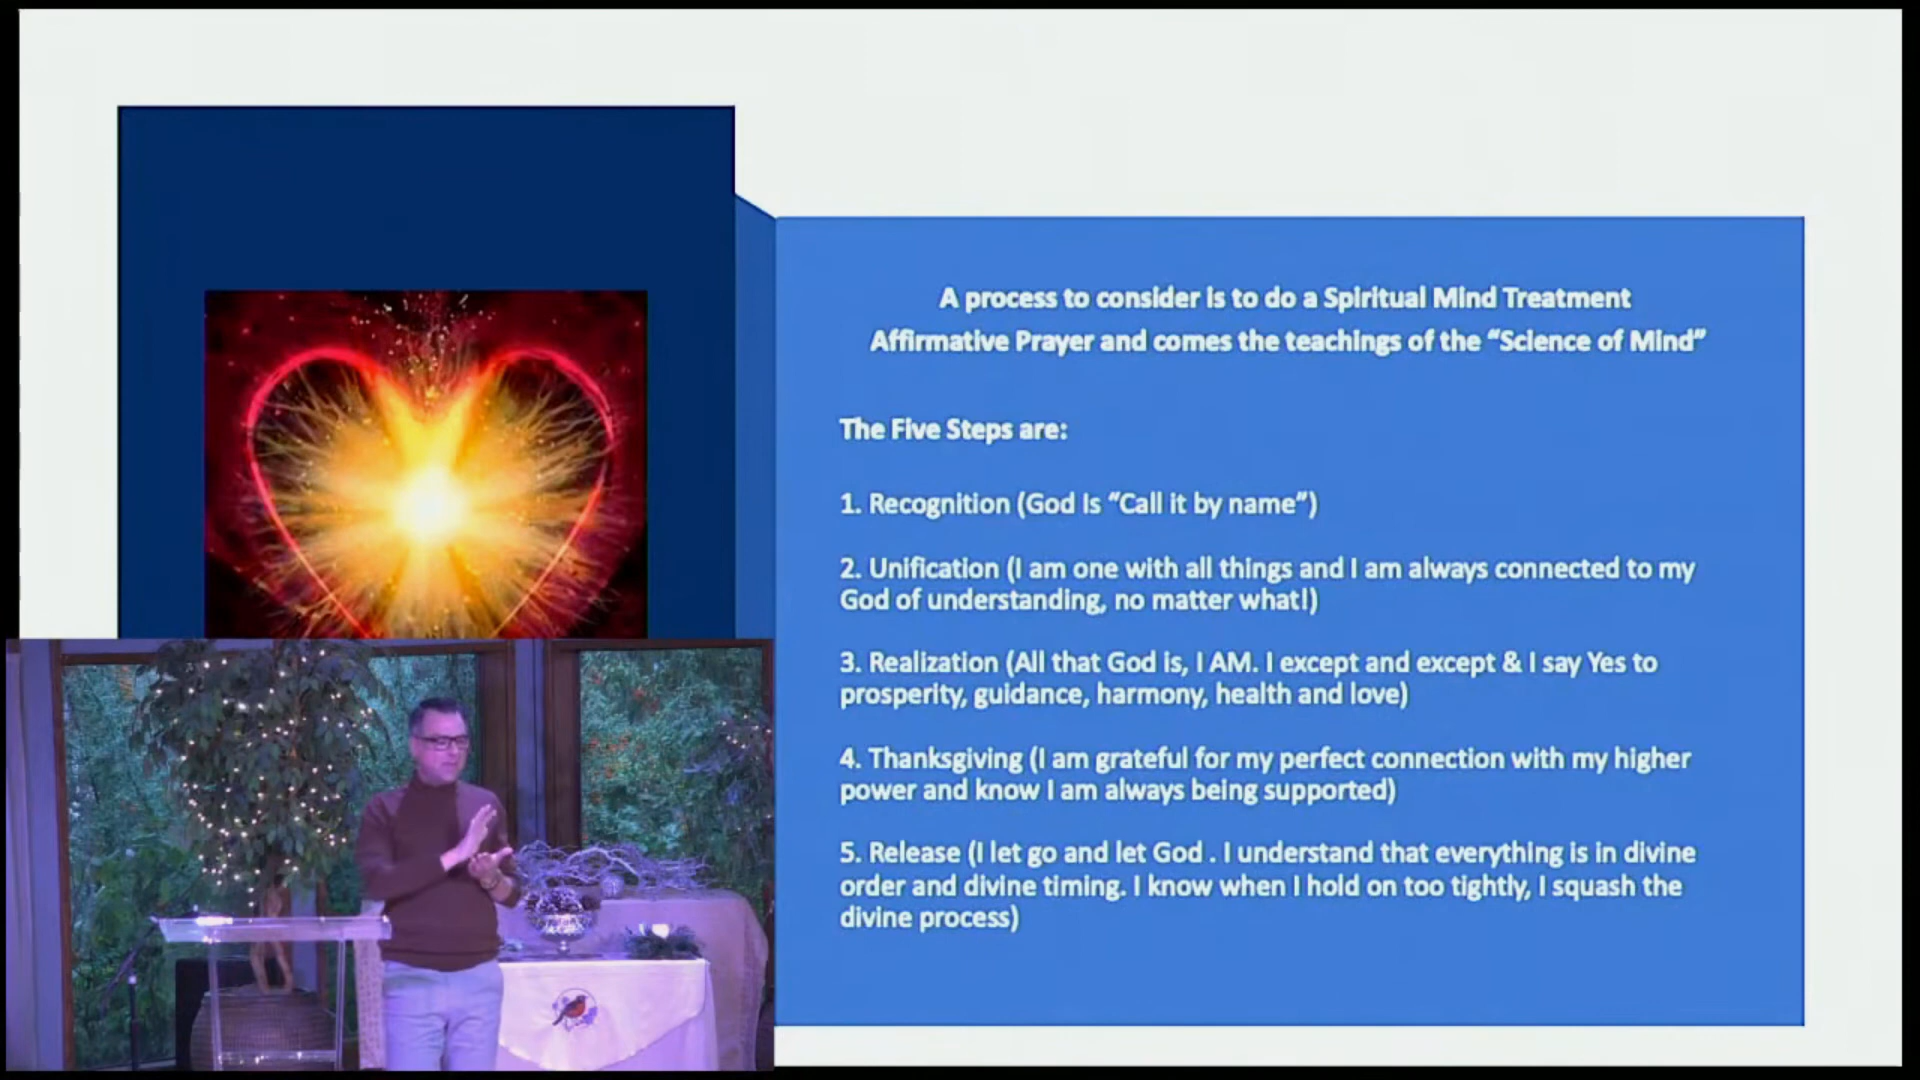 A process to consider is to do a Spiritual Mind Treatment
Affirmative Prayer and comes the teachings of the “Science of Mind”
The Five Steps are:
1. Recognition (God Is “Call it by name”)
2. Unification (I am one with all things and I am always connected to my
God of understanding, no matter what!)
3. Realization (All that God is, I AM. I except and except & I say Yes to
prosperity, guidance, harmony, health and love)
4. Thanksgiving (I am grateful for my perfect connection with my higher
power and know I am always being supported)
5. Release (I let go and let God . I understand that everything is in divine
order and divine timing. I know when I hold on too tightly, I squash the
divine process)